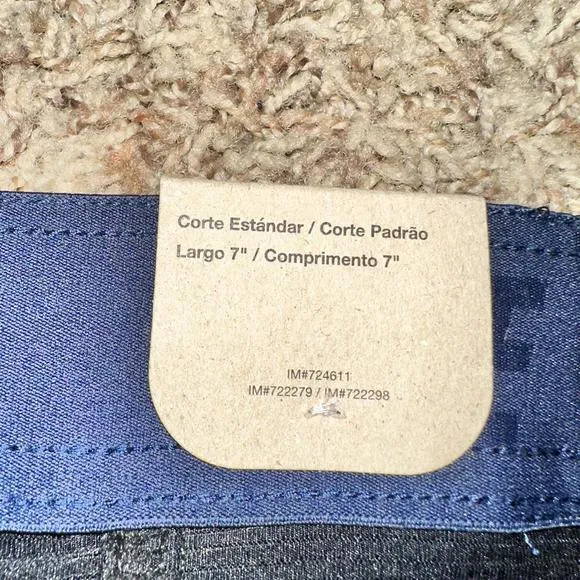 Corte Estándar / Corte Padrão
Largo 7" / Comprimento 7"
IM#724611
IM#722279 / IM#722298